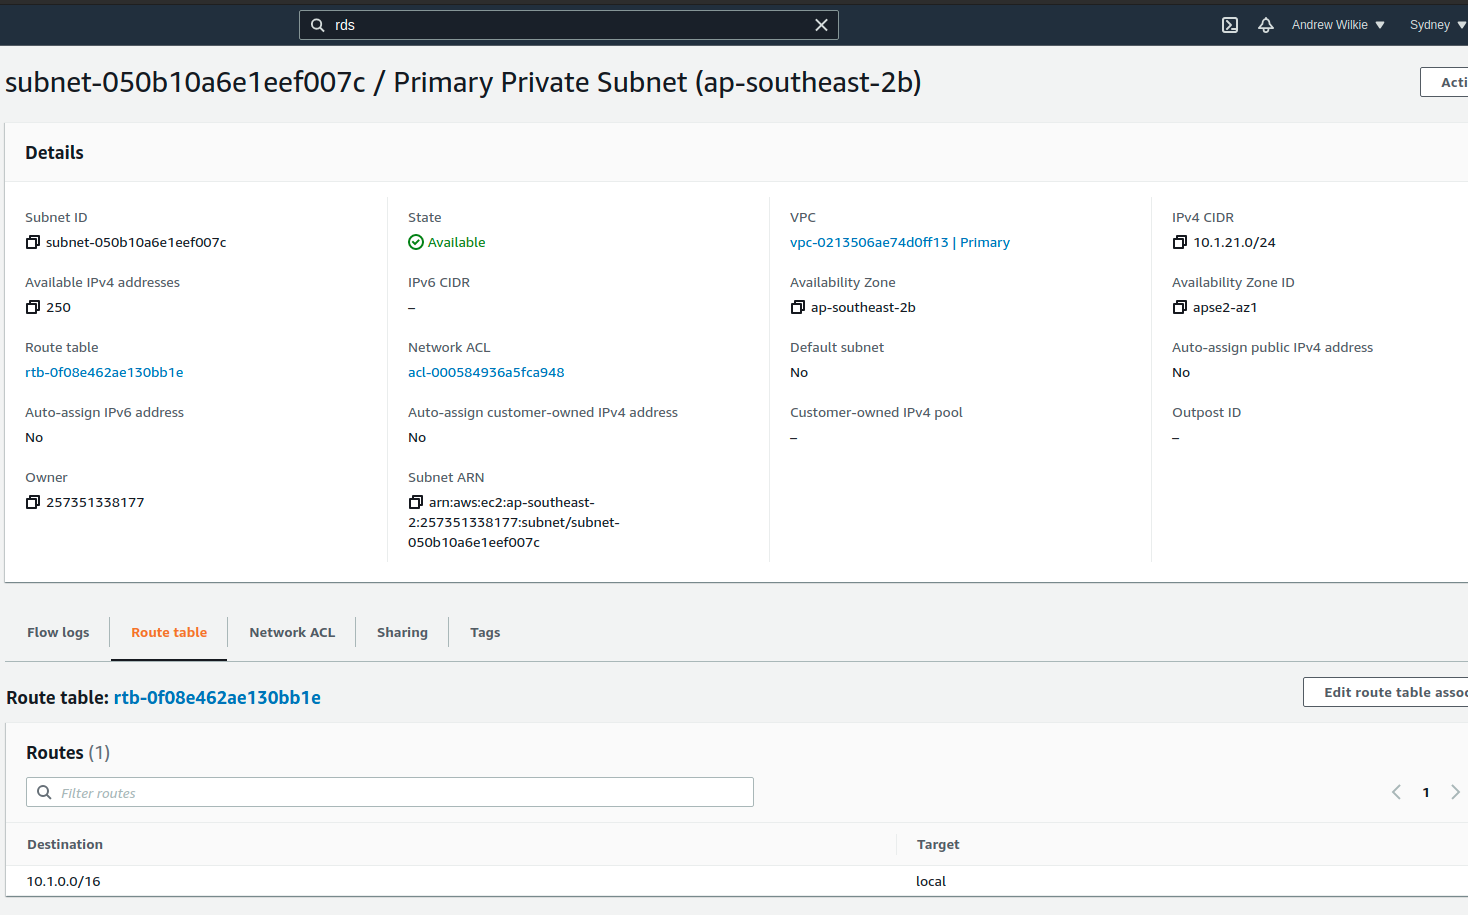 rds
Andrew Wilkie
Sydney
subnet-050b10a6e1eef007c / Primary Private Subnet (ap-southeast-2b)
Acti
Details
Subnet ID
subnet-050b10a6e1eef007c
State
Available
VPC
vpc-0213506ae74d0ff13 | Primary
IPv4 CIDR
10.1.21.0/24
Available IPv4 addresses
250
IPv6 CIDR
–
Availability Zone
ap-southeast-2b
Availability Zone ID
apse2-az1
Route table
rtb-0f08e462ae130bb1e
Network ACL
acl-000584936a5fca948
Default subnet
No
Auto-assign public IPv4 address
No
Auto-assign IPv6 address
No
Auto-assign customer-owned IPv4 address
No
Customer-owned IPv4 pool
–
Outpost ID
–
Owner
257351338177
Subnet ARN
arn:aws:ec2:ap-southeast-
2:257351338177:subnet/subnet-
050b10a6e1eef007c
Flow logs
Route table
Network ACL
Sharing
Tags
Route table: rtb-0f08e462ae130bb1e
Edit route table assoc
Routes (1)
Filter routes
1
Destination
Target
10.1.0.0/16
local